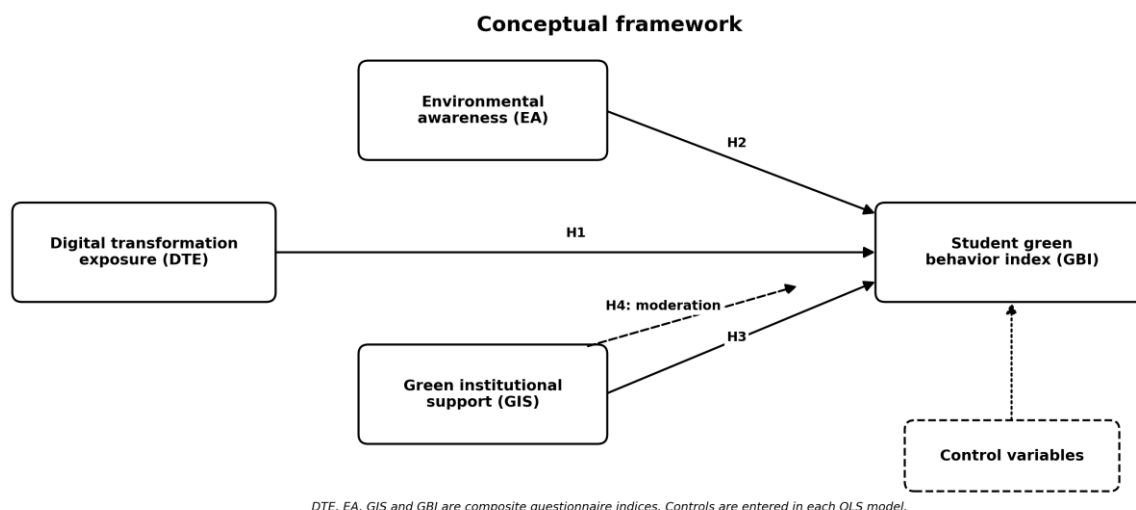 Conceptual framework
Environmental
awareness (EA)
H2
Digital transformation
exposure (DTE)
H1
Student green
behavior index (GBI)
H4: moderation
H3
Green institutional
support (GIS)
Control variables
DTE, EA, GIS and GBI are composite questionnaire indices. Controls are entered in each OLS model.